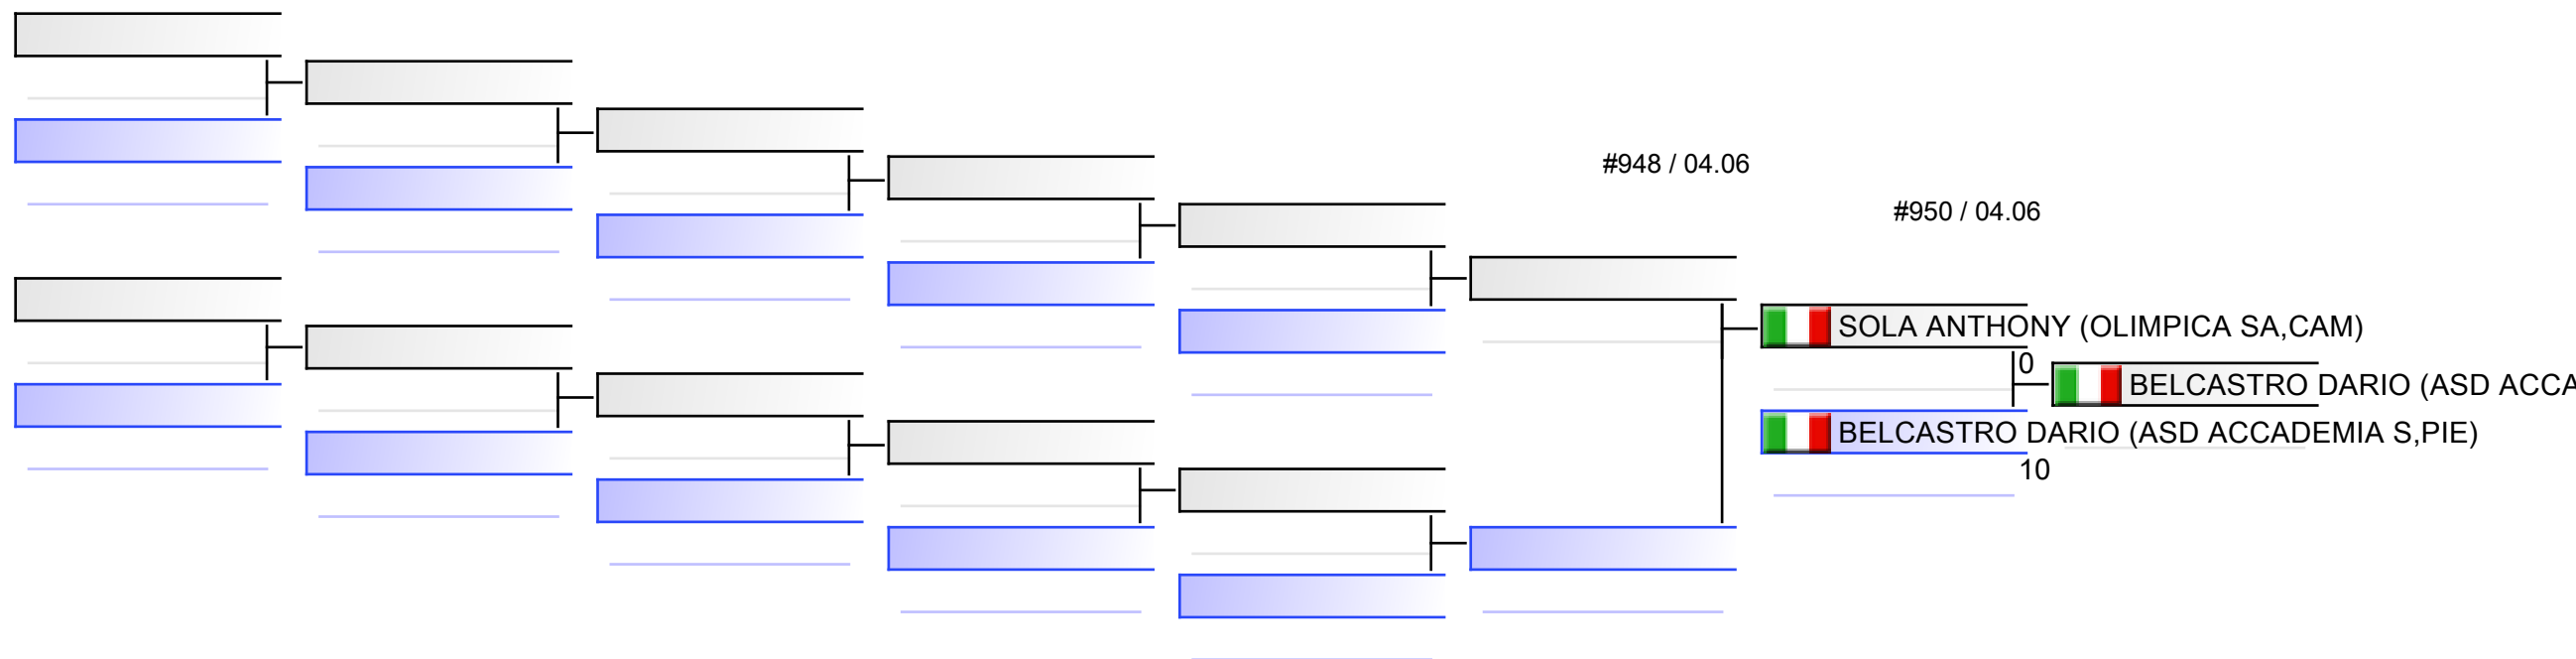 #948 / 04.06
#950 / 04.06
SOLA ANTHONY (OLIMPICA SA,CAM)
0
BELCASTRO DARIO (ASD ACCA
BELCASTRO DARIO (ASD ACCADEMIA S,PIE)
10